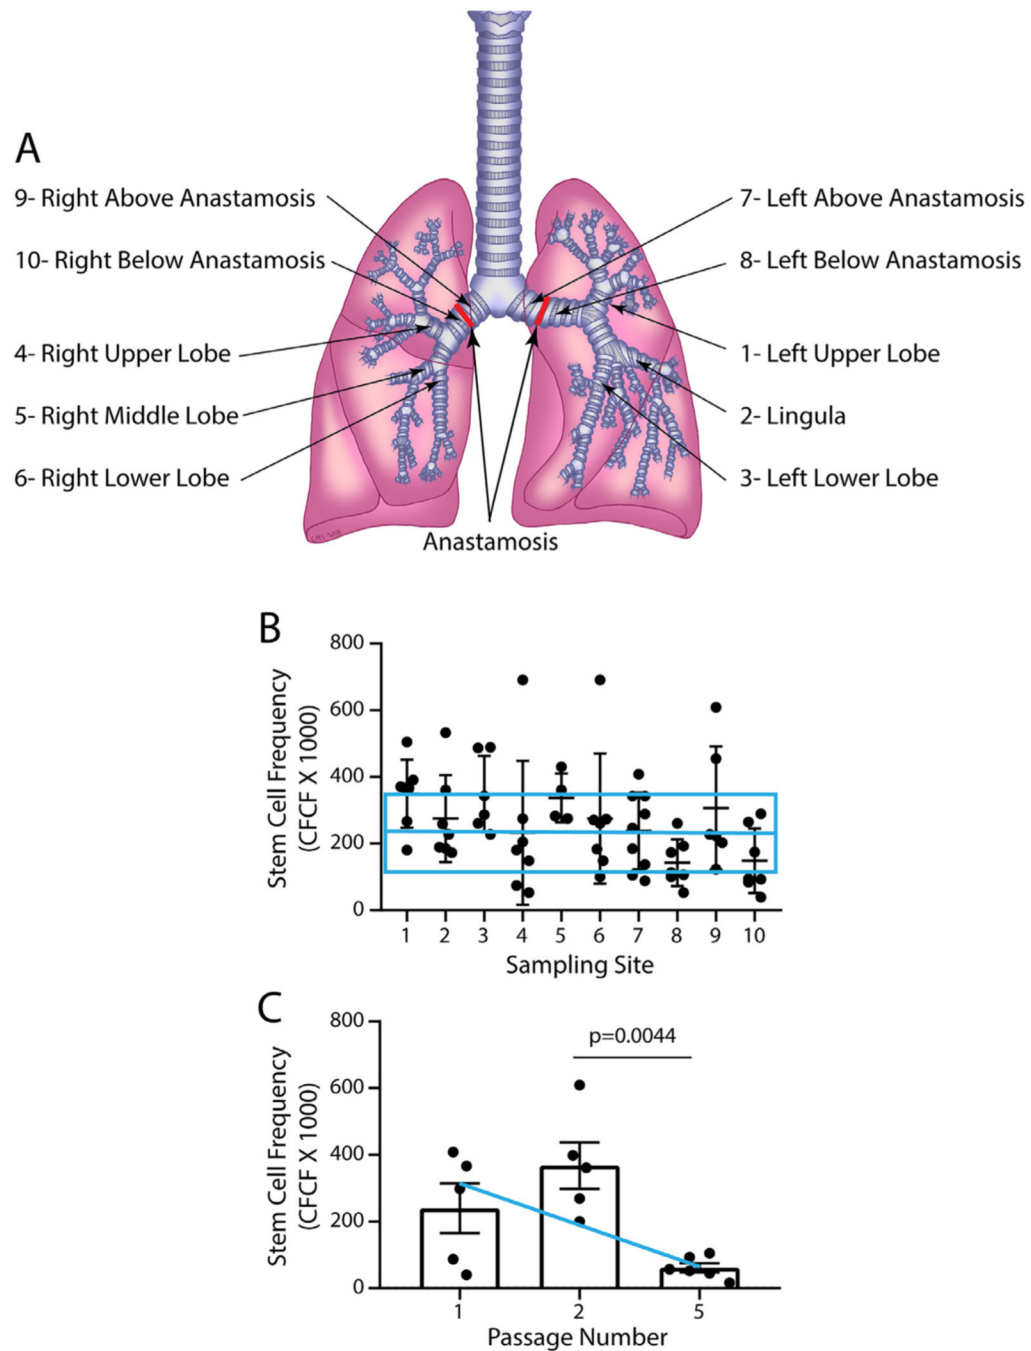 A
9- Right Above Anastamosis
10- Right Below Anastamosis
4- Right Upper Lobe
5- Right Middle Lobe
6- Right Lower Lobe
7- Left Above Anastamosis
8- Left Below Anastamosis
1- Left Upper Lobe
2- Lingula
3- Left Lower Lobe
Anastamosis
B
Stem Cell Frequency
(CFCF X 1000)
800
600
400
200
0
1 2 3 4 5 6 7 8 9 10
Sampling Site
C
Stem Cell Frequency
(CFCF X 1000)
800
600
400
200
0
p=0.0044
1 2 5
Passage Number